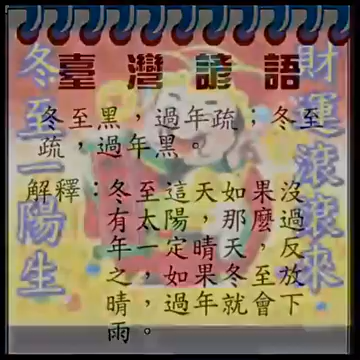 臺灣諺語
財運滾滾來
冬至一陽生
冬至黑，過年疏；冬至
疏，過年黑。
解釋：冬至這天如果沒
有太陽，那麼過
年一定晴天，反
之，如果冬至放
晴，過年就會下
雨。